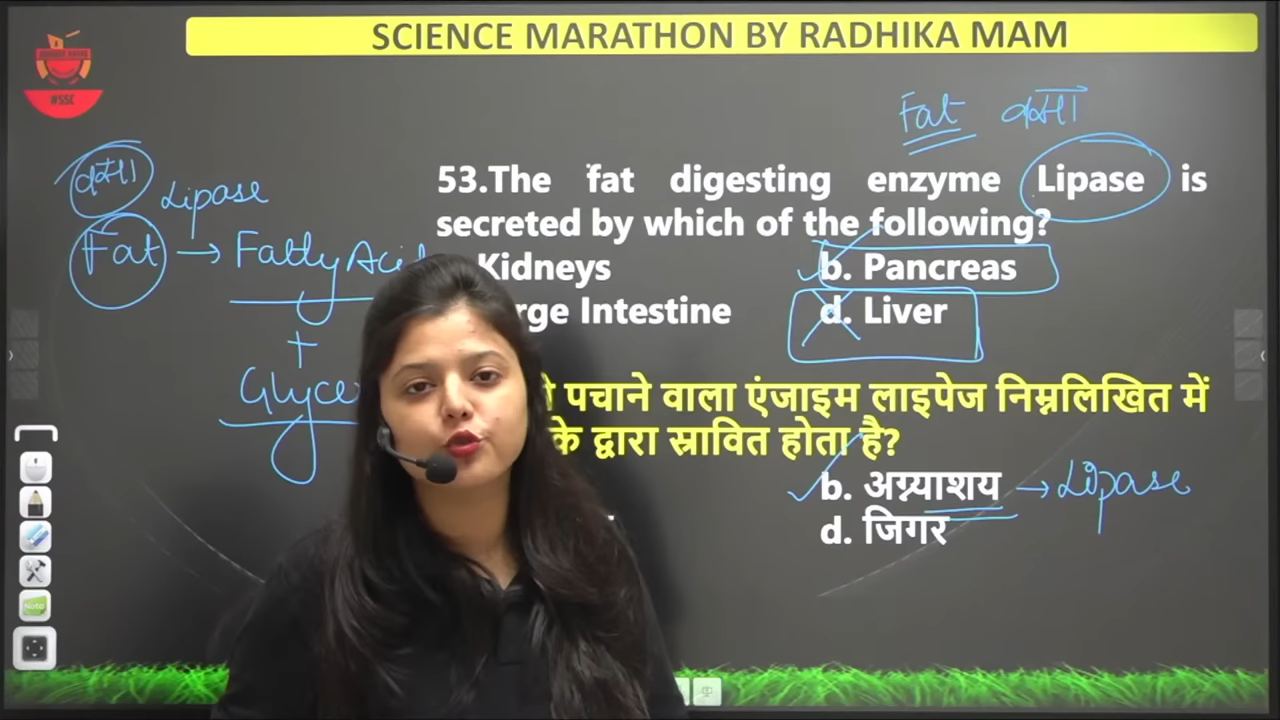 SCIENCE MARATHON BY RADHIKA MAM
#SSC
Fat वसा
वसा
Lipase
Fat → Fatty Acid
+
Glyce
53.The fat digesting enzyme Lipase is
secreted by which of the following?
Kidneys b. Pancreas
rge Intestine d. Liver
पचाने वाला एंजाइम लाइपेज निम्नलिखित में
के द्वारा स्रावित होता है?
b. अग्न्याशय → Lipase
d. जिगर
Note